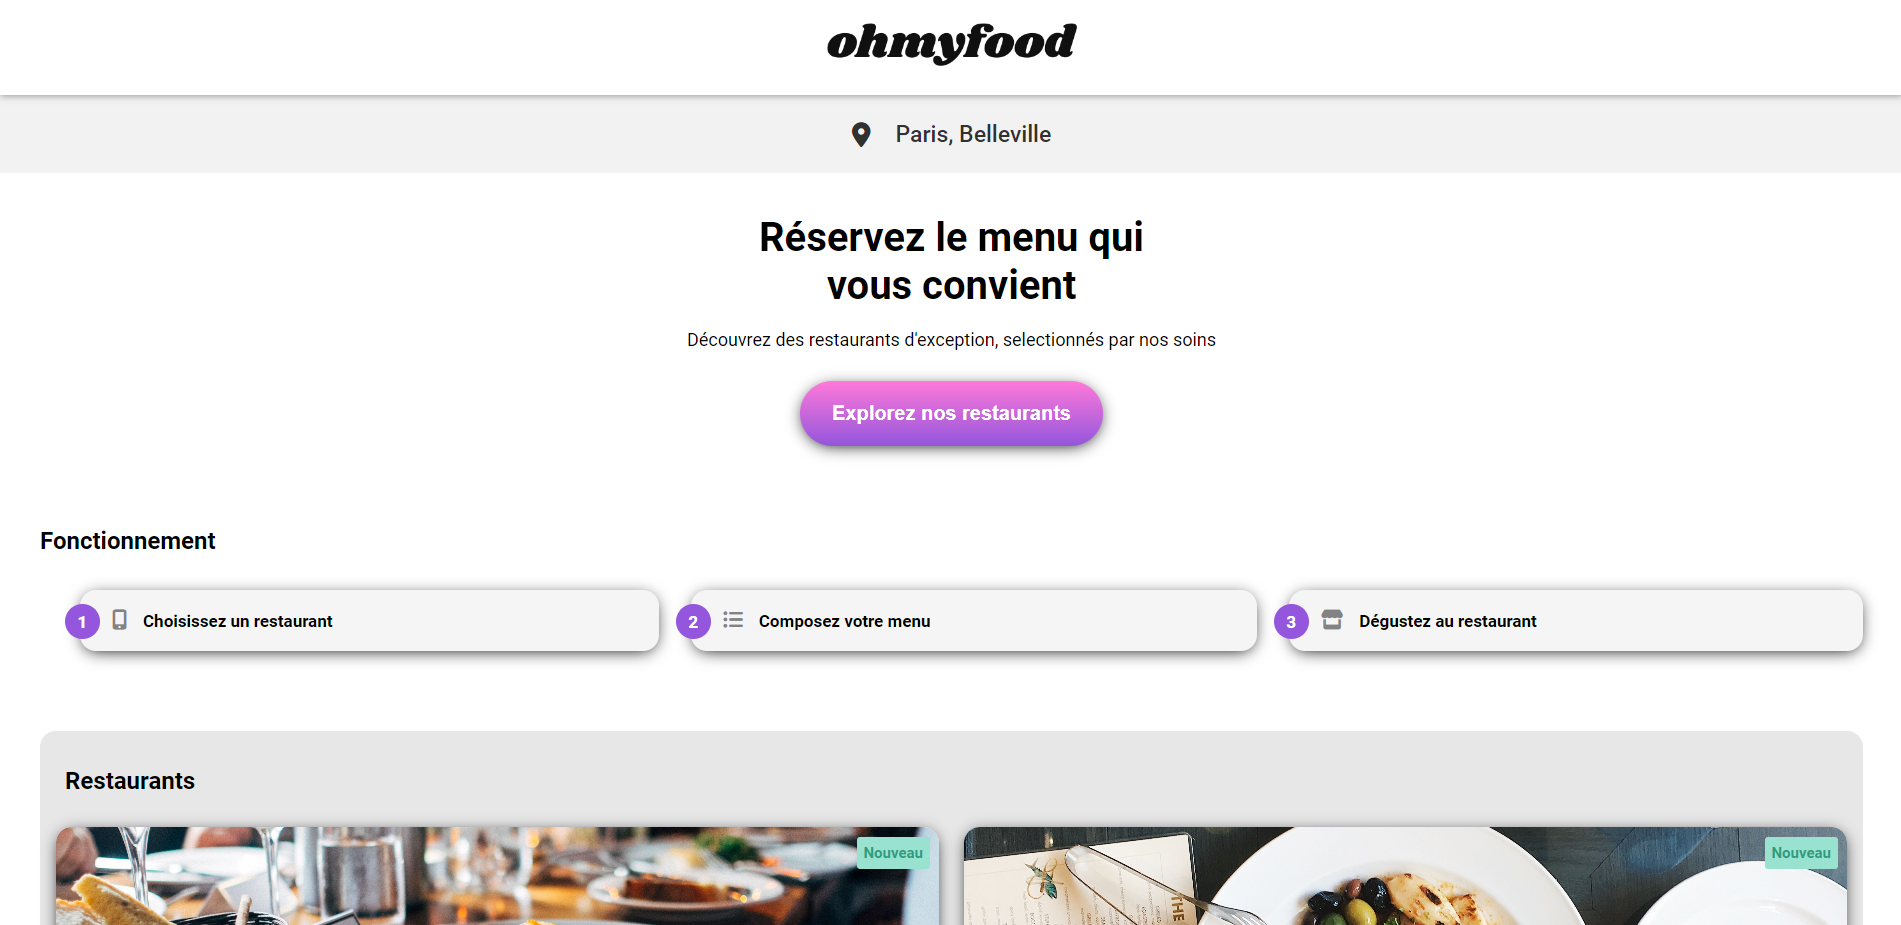 ohmyfood
Paris, Belleville
Réservez le menu qui
vous convient
Découvrez des restaurants d'exception, selectionnés par nos soins
Explorez nos restaurants
Fonctionnement
1 Choisissez un restaurant
2 Composez votre menu
3 Dégustez au restaurant
Restaurants
Nouveau
Nouveau
THE